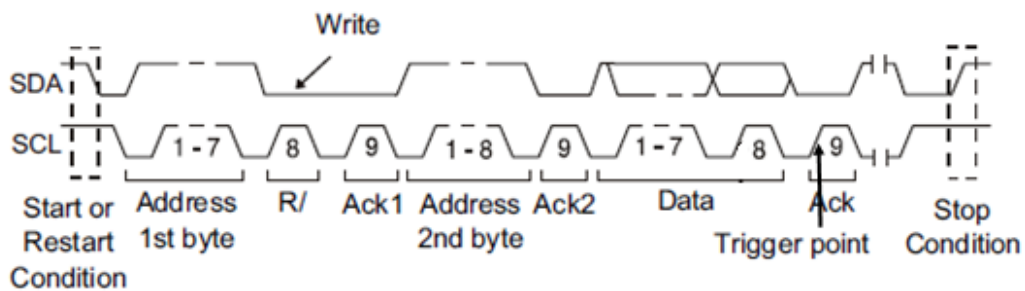 Write
SDA
SCL
1 - 7
8
9
1 - 8
9
1 - 7
8
9
Start or
Restart
Condition
Address
1st byte
R/
Ack1
Address
2nd byte
Ack2
Data
Ack
Trigger point
Stop
Condition